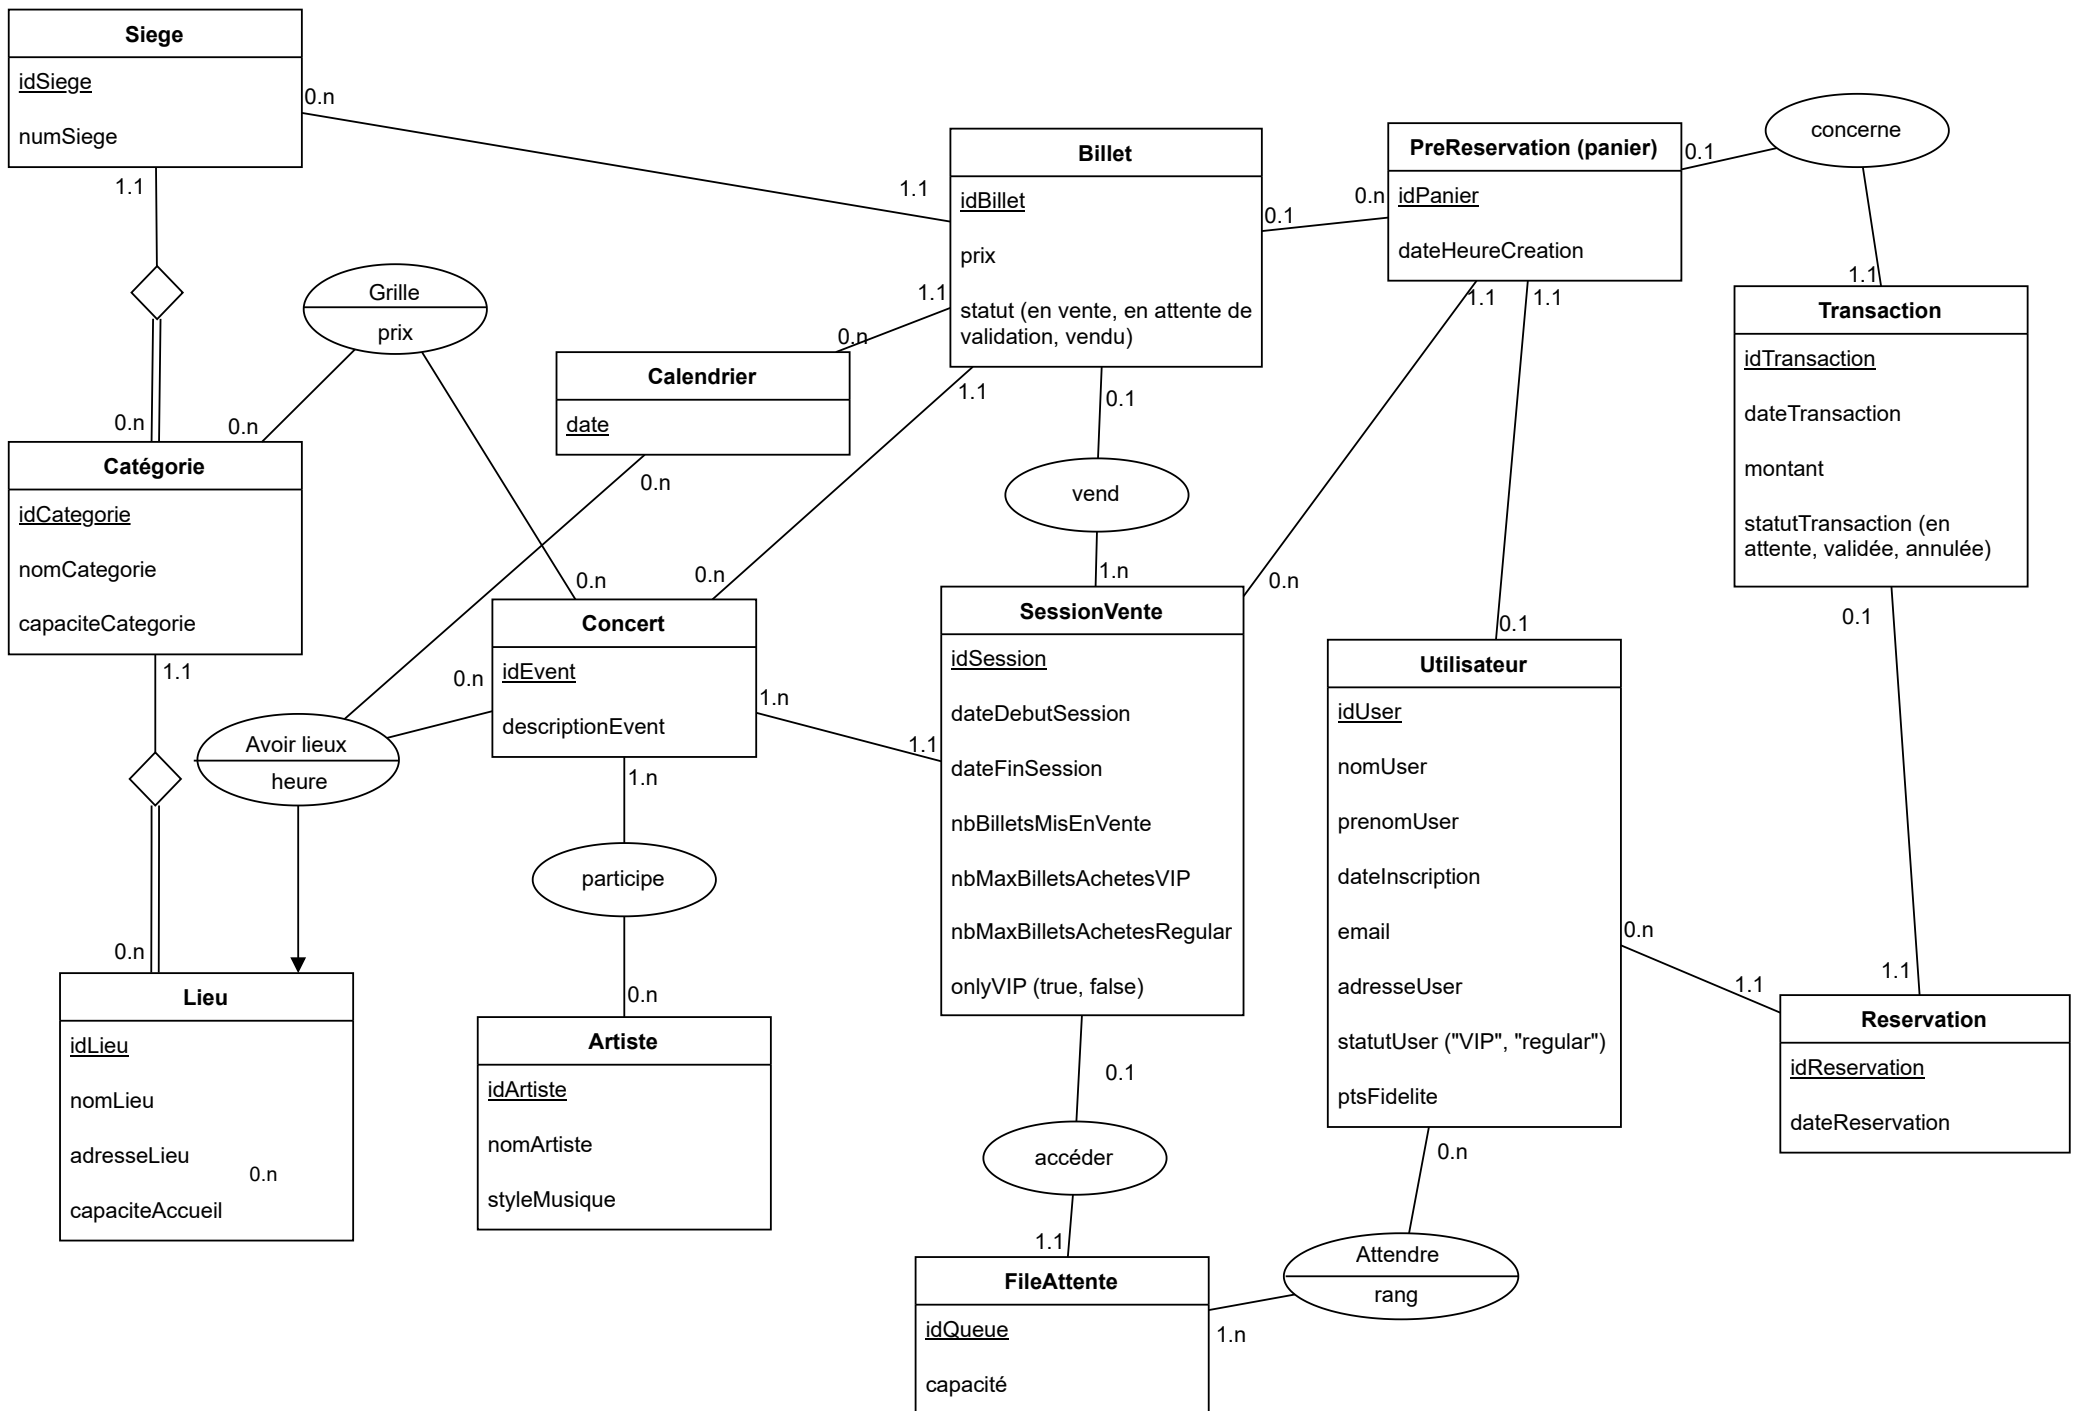 Siege
idSiege
numSiege
0.n
1.1
1.1
Billet
idBillet
prix
statut (en vente, en attente de
validation, vendu)
0.1
0.n
PreReservation (panier)
idPanier
dateHeureCreation
0.1
concerne
1.1
Transaction
idTransaction
dateTransaction
montant
statutTransaction (en
attente, validée, annulée)
0.1
Grille
prix
0.n
0.n
1.1
0.n
Calendrier
date
0.n
1.1
0.1
1.1
1.1
vend
Catégorie
idCategorie
nomCategorie
capaciteCategorie
1.1
0.n
0.n
1.n
0.n
0.1
Concert
idEvent
descriptionEvent
0.n
1.n
1.1
1.n
SessionVente
idSession
dateDebutSession
dateFinSession
nbBilletsMisEnVente
nbMaxBilletsAchetesVIP
nbMaxBilletsAchetesRegular
onlyVIP (true, false)
Utilisateur
idUser
nomUser
prenomUser
dateInscription
email
adresseUser
statutUser ("VIP", "regular")
ptsFidelite
0.n
1.1
1.1
Reservation
idReservation
dateReservation
Avoir lieux
heure
participe
0.n
0.n
Lieu
idLieu
nomLieu
adresseLieu
0.n
capaciteAccueil
Artiste
idArtiste
nomArtiste
styleMusique
0.1
accéder
1.1
0.n
Attendre
rang
1.n
FileAttente
idQueue
capacité